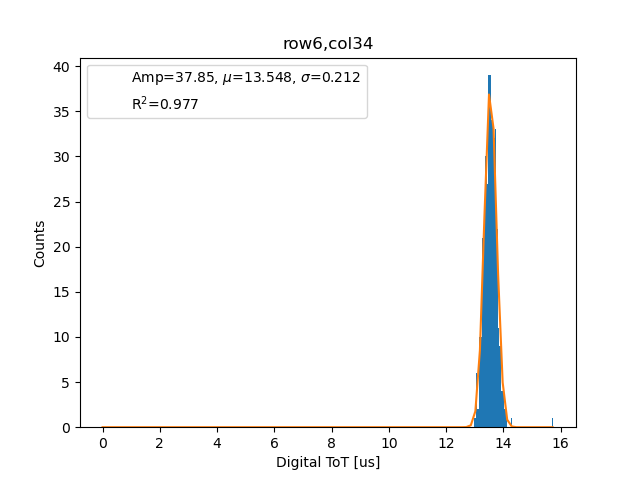 row6,col34
Amp=37.85, μ=13.548, σ=0.212
R²=0.977
40
35
30
25
20
15
10
5
0
Counts
0 2 4 6 8 10 12 14 16
Digital ToT [us]